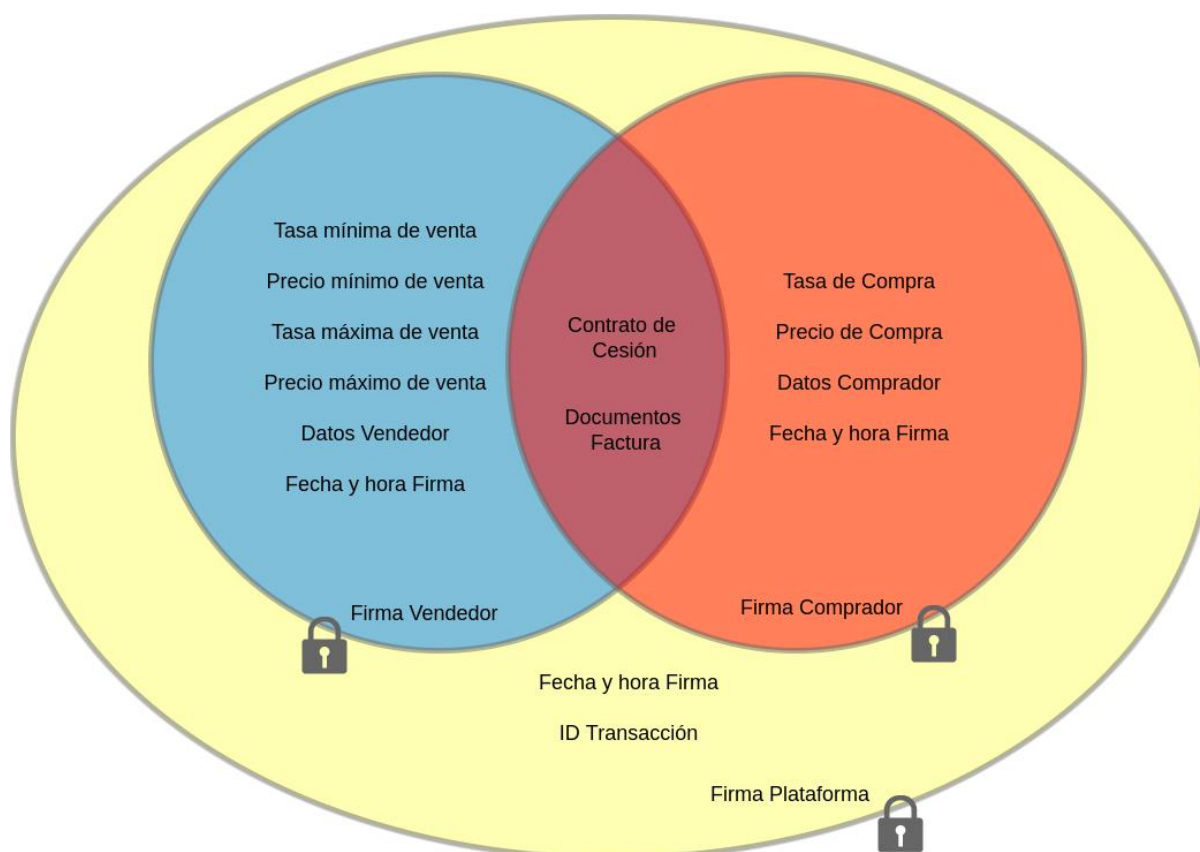 Tasa mínima de venta
Precio mínimo de venta
Tasa máxima de venta
Precio máximo de venta
Datos Vendedor
Fecha y hora Firma
Firma Vendedor
Contrato de
Cesión
Documentos
Factura
Tasa de Compra
Precio de Compra
Datos Comprador
Fecha y hora Firma
Firma Comprador
Fecha y hora Firma
ID Transacción
Firma Plataforma